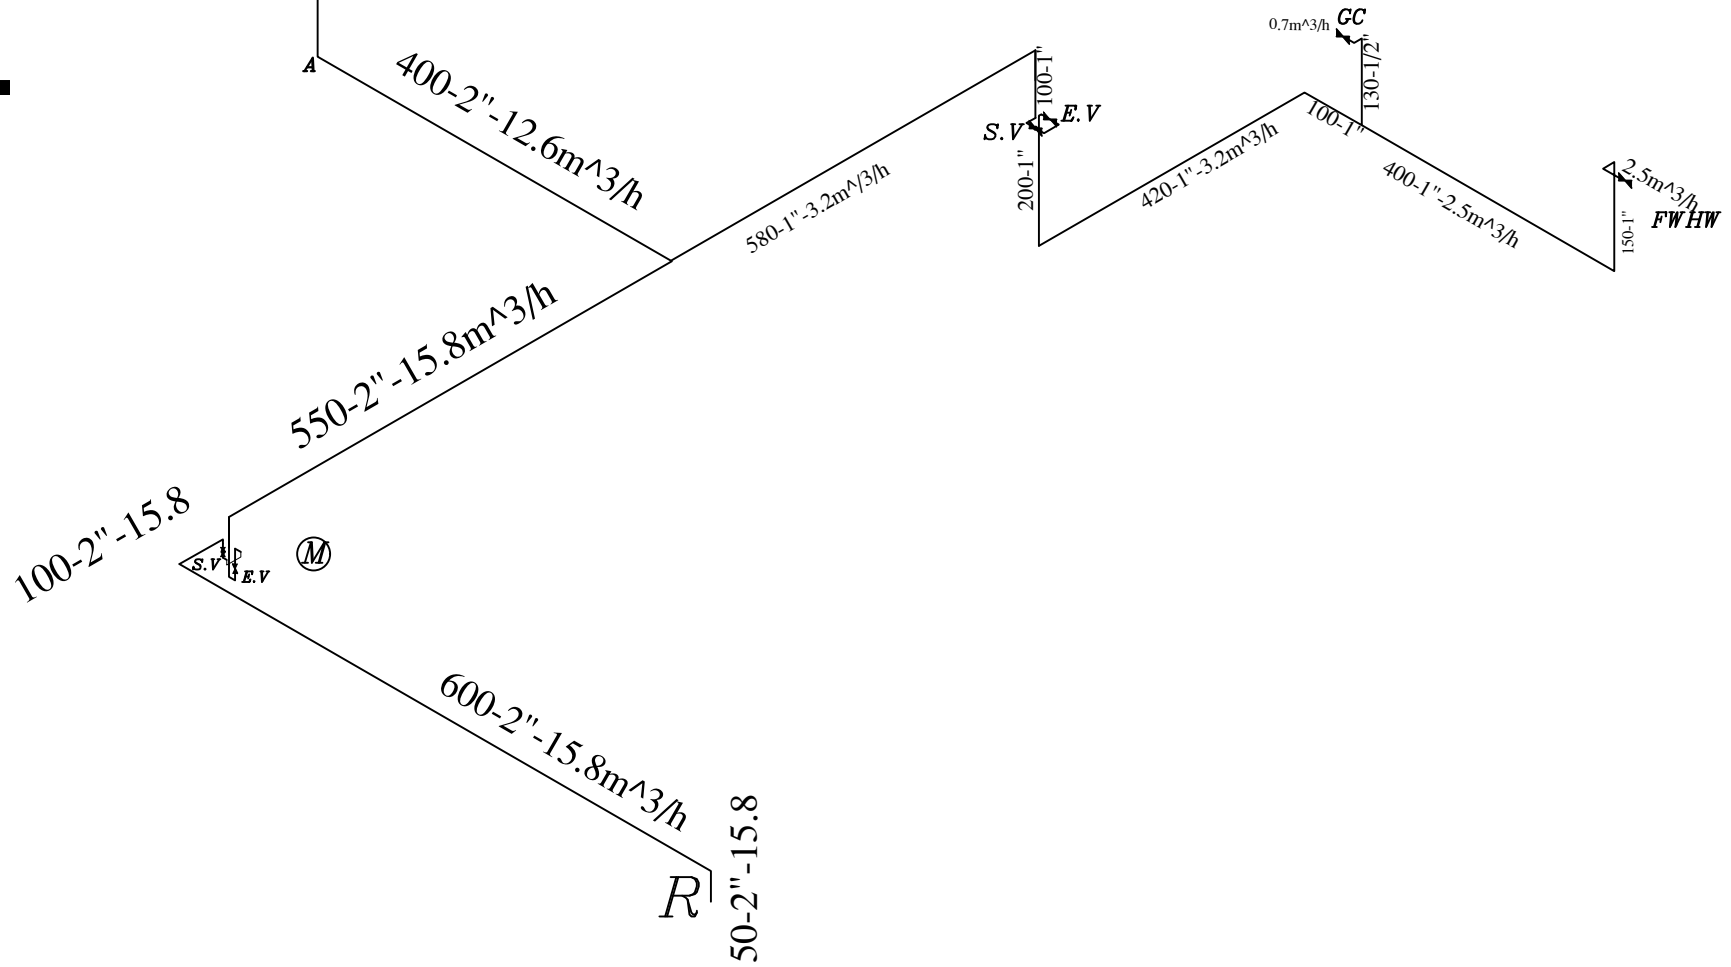 GC
0.7m^3/h
130-1/2"
A
400-2"-12.6m^3/h
100-1"
E.V
S.V
200-1"
580-1"-3.2m^/3/h
420-1"-3.2m^3/h
100-1"
400-1"-2.5m^3/h
2.5m^3/h
FWHW
150-1"
550-2"-15.8m^3/h
100-2"-15.8
S.V
E.V
M
600-2"-15.8m^3/h
R
50-2"-15.8